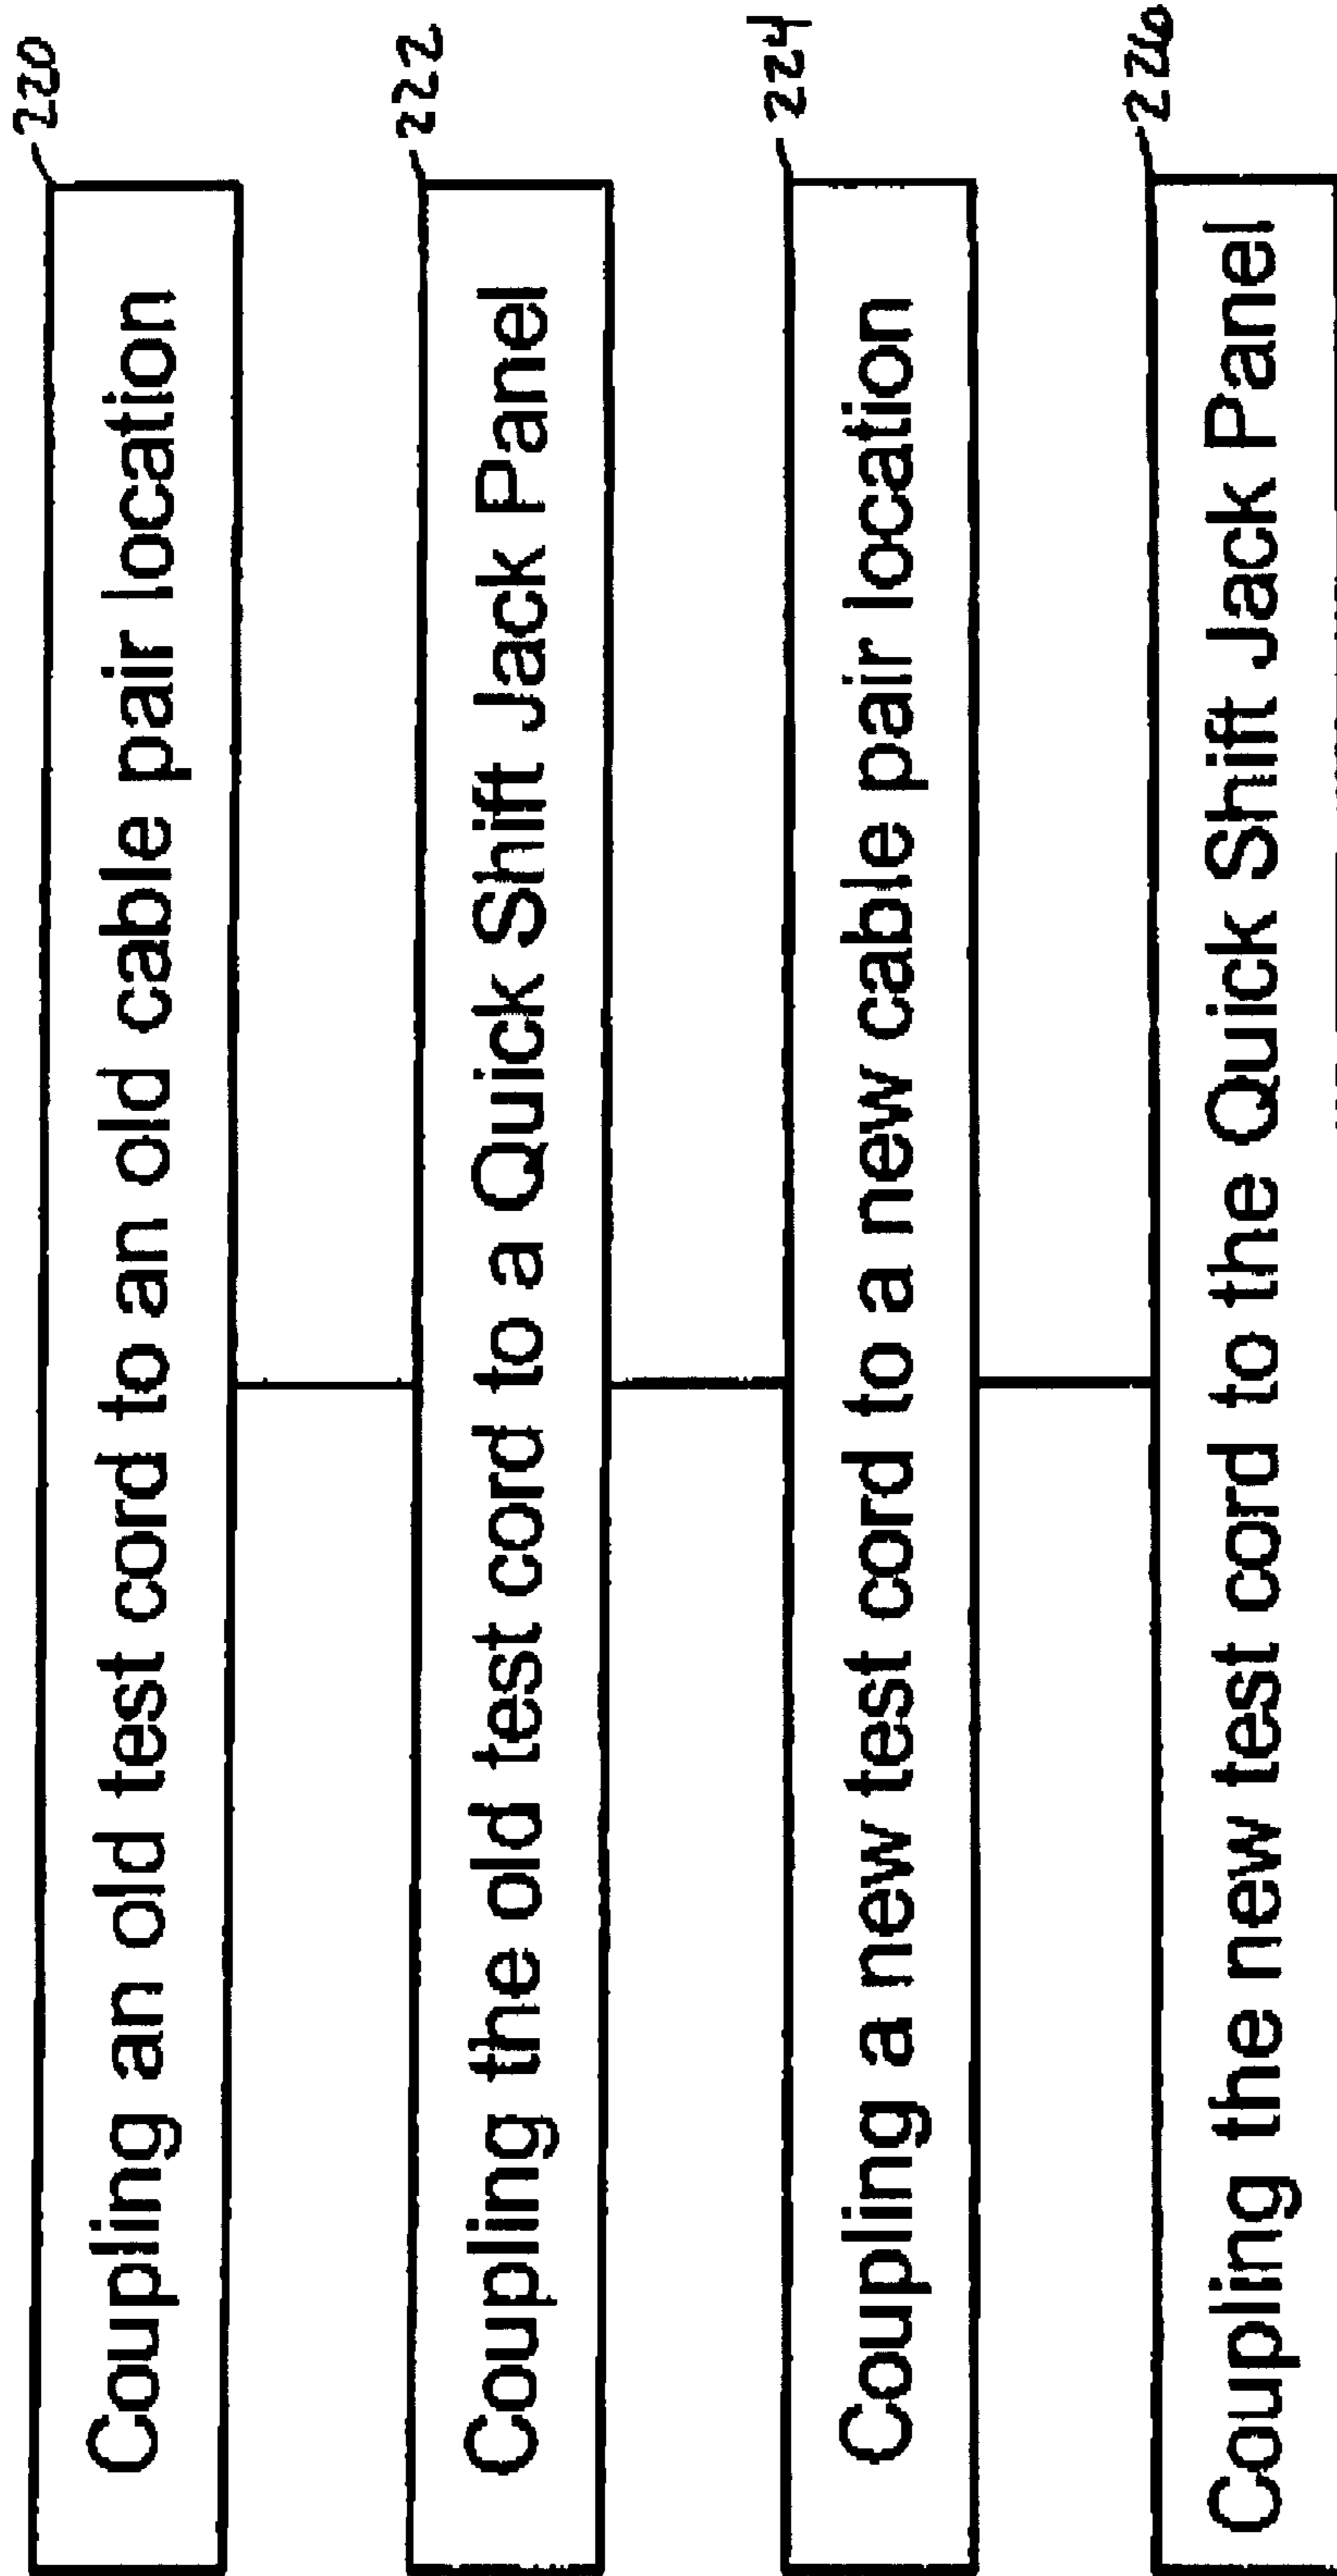 220
Coupling an old test cord to an old cable pair location
222
Coupling the old test cord to a Quick Shift Jack Panel
224
Coupling a new test cord to a new cable pair location
226
Coupling the new test cord to the Quick Shift Jack Panel